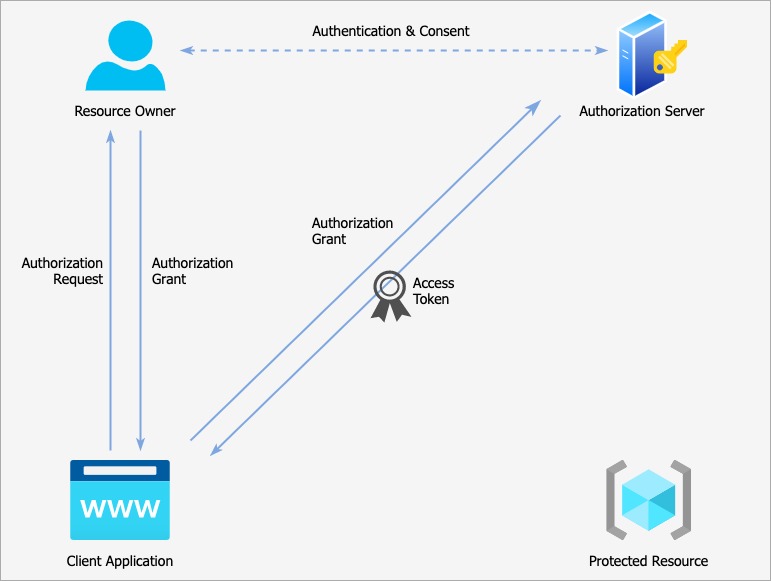 Authentication & Consent
Resource Owner
Authorization Server
Authorization
Grant
Authorization
Request
Authorization
Grant
Access
Token
www
Client Application
Protected Resource